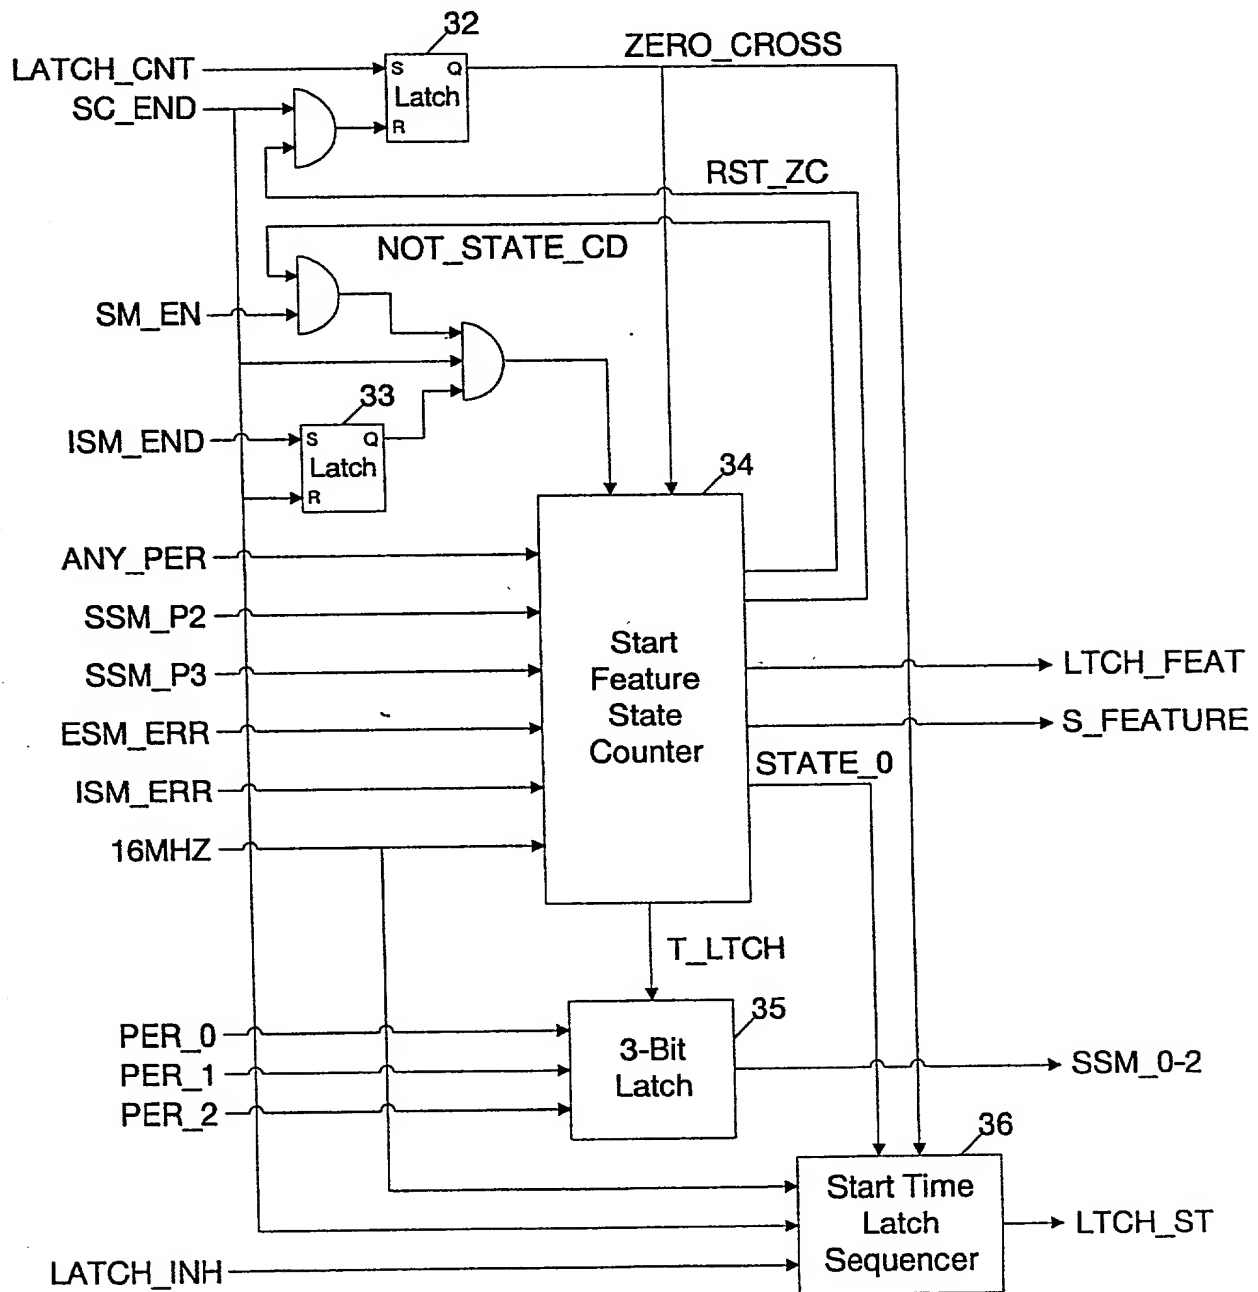 32
ZERO_CROSS
LATCH_CNT
S Q
Latch
R
SC_END
RST_ZC
NOT_STATE_CD
SM_EN
33
ISM_END
S Q
Latch
R
34
ANY_PER
SSM_P2
SSM_P3
ESM_ERR
ISM_ERR
16MHZ
Start
Feature
State
Counter
LTCH_FEAT
S_FEATURE
STATE_0
T_LTCH
35
PER_0
PER_1
PER_2
3-Bit
Latch
SSM_0-2
36
Start Time
Latch
Sequencer
LTCH_ST
LATCH_INH